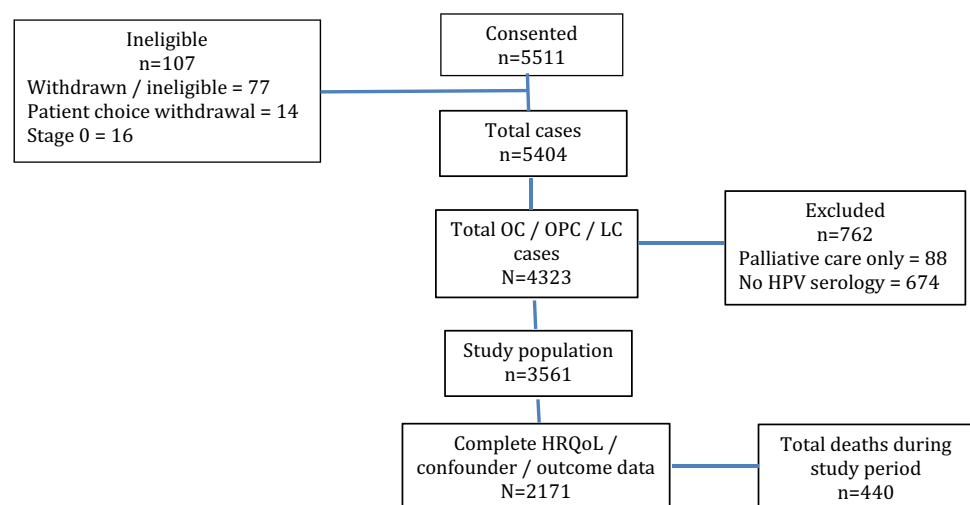 Ineligible
n=107
Withdrawn / ineligible = 77
Patient choice withdrawal = 14
Stage 0 = 16
Consented
n=5511
Total cases
n=5404
Total OC / OPC / LC
cases
N=4323
Excluded
n=762
Palliative care only = 88
No HPV serology = 674
Study population
n=3561
Complete HRQoL /
confounder / outcome data
N=2171
Total deaths during
study period
n=440